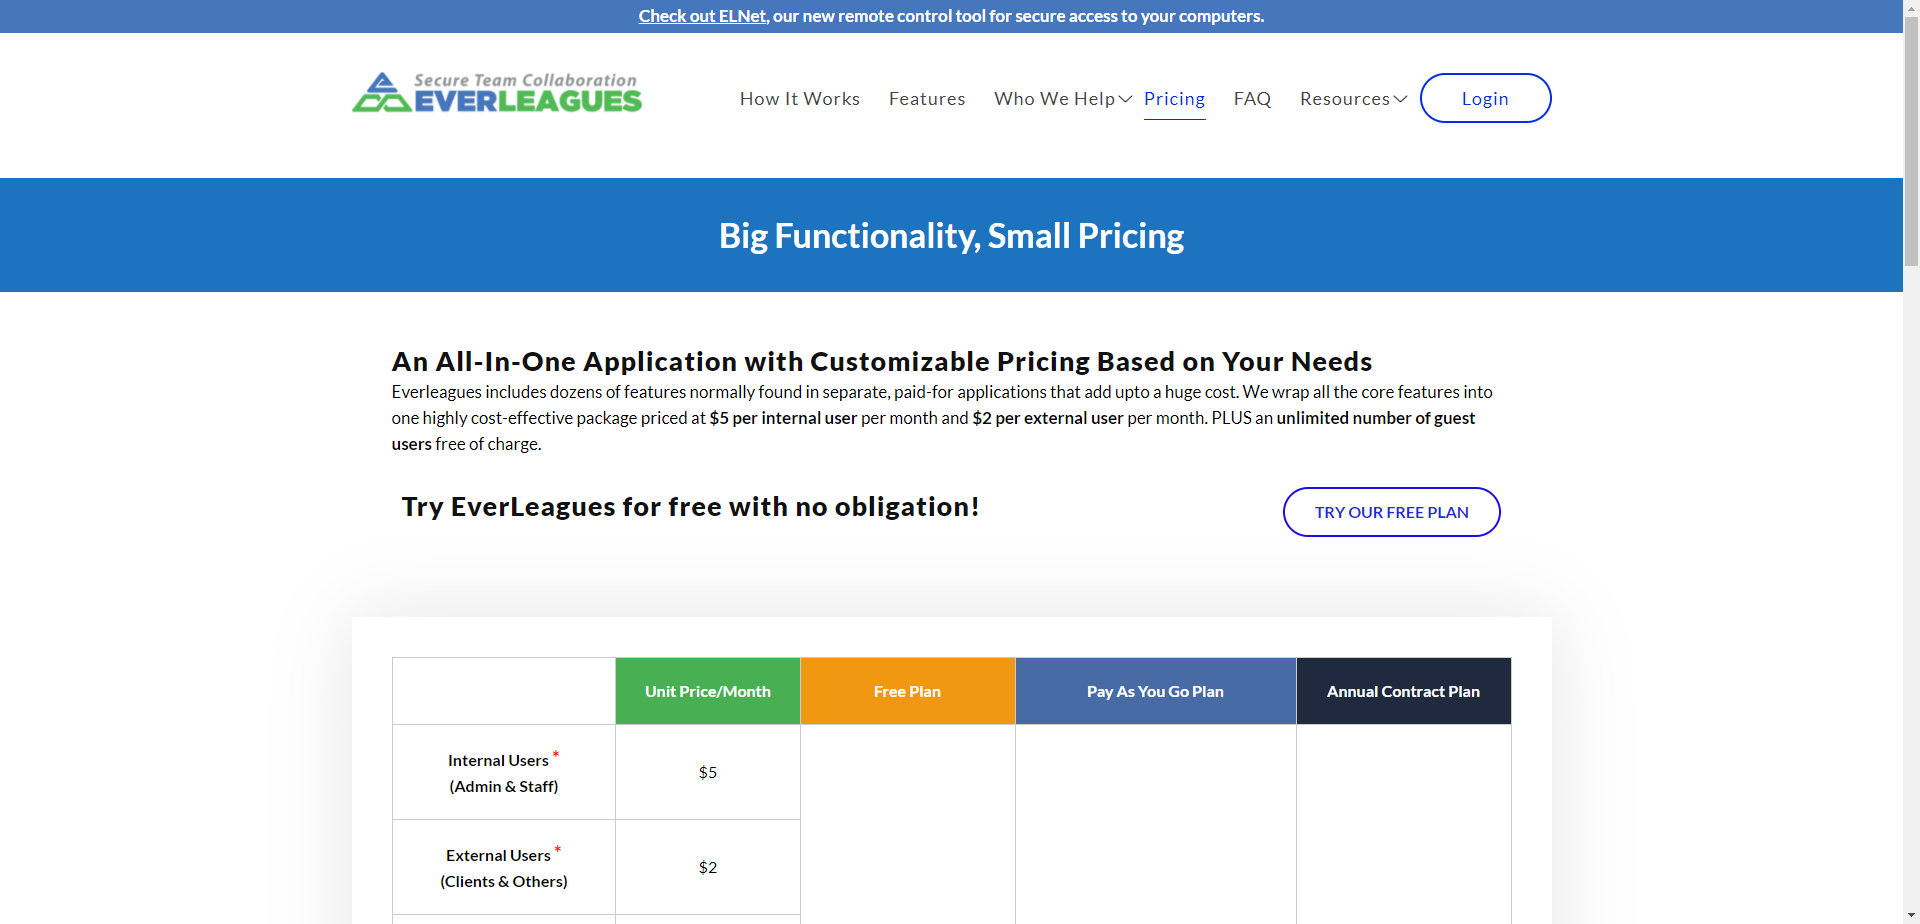 Check out ELNet, our new remote control tool for secure access to your computers.
Secure Team Collaboration
EVERLEAGUES
How It Works
Features
Who We Help
Pricing
FAQ
Resources
Login
Big Functionality, Small Pricing
An All-In-One Application with Customizable Pricing Based on Your Needs
Everleagues includes dozens of features normally found in separate, paid-for applications that add upto a huge cost. We wrap all the core features into
one highly cost-effective package priced at $5 per internal user per month and $2 per external user per month. PLUS an unlimited number of guest
users free of charge.
Try EverLeagues for free with no obligation!
TRY OUR FREE PLAN
Unit Price/Month
Free Plan
Pay As You Go Plan
Annual Contract Plan
Internal Users *
(Admin & Staff)
$5
External Users *
(Clients & Others)
$2